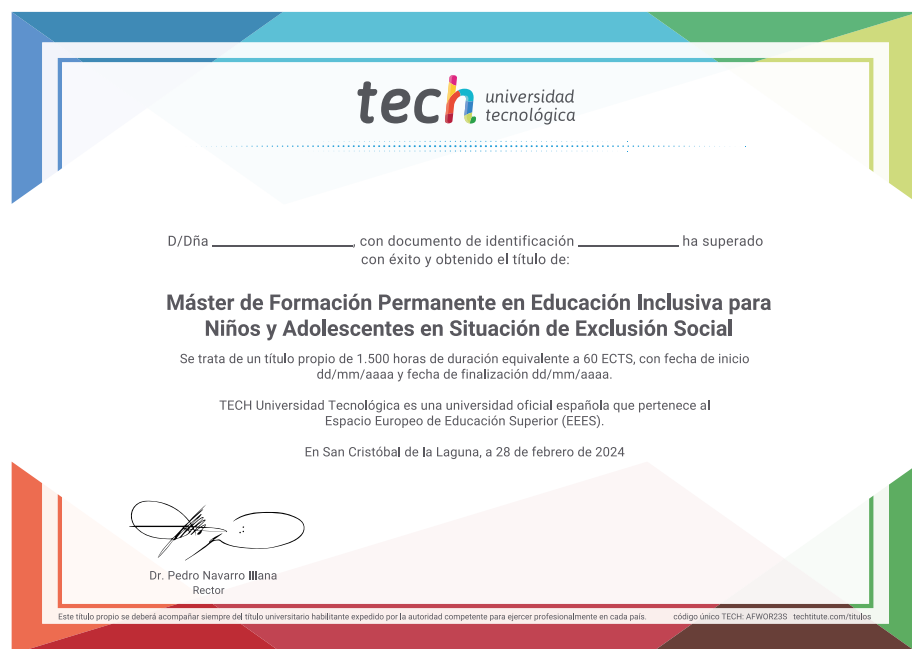 tech universidad
tecnológica
D/Dña ____________________, con documento de identificación ______________ ha superado
con éxito y obtenido el título de:
Máster de Formación Permanente en Educación Inclusiva para
Niños y Adolescentes en Situación de Exclusión Social
Se trata de un título propio de 1.500 horas de duración equivalente a 60 ECTS, con fecha de inicio
dd/mm/aaaa y fecha de finalización dd/mm/aaaa.
TECH Universidad Tecnológica es una universidad oficial española que pertenece al
Espacio Europeo de Educación Superior (EEES).
En San Cristóbal de la Laguna, a 28 de febrero de 2024
Dr. Pedro Navarro Illana
Rector
Este título propio se deberá acompañar siempre del título universitario habilitante expedido por la autoridad competente para ejercer profesionalmente en cada país. código único TECH: AFWOR23S techtitute.com/titulos